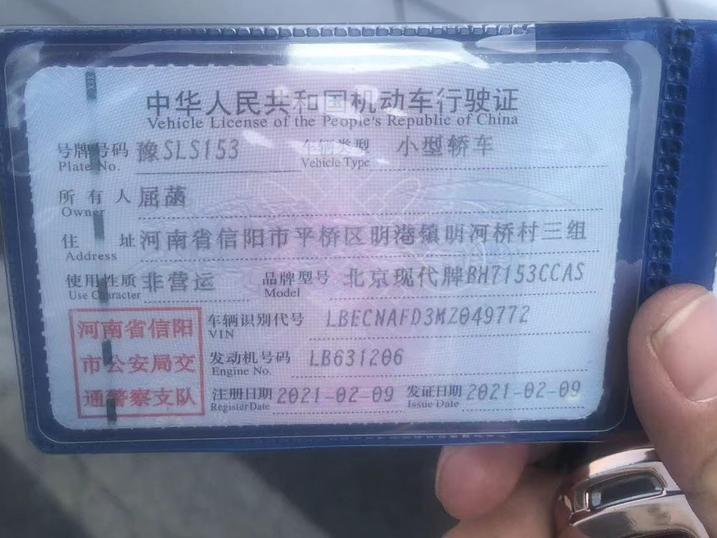 中华人民共和国机动车行驶证
Vehicle License of the People's Republic of China
号牌号码 豫SLS153 车辆类型 小型轿车
Plate No. Vehicle Type
所有人 屈菡
Owner
住址 河南省信阳市平桥区明港镇明河桥村三组
Address
使用性质 非营运 品牌型号 北京现代牌BH7153CCAS
Use Character Model
河南省信阳
市公安局交
通警察支队
车辆识别代号 LBECNAFD3MZ049772
VIN
发动机号码 LB631206
Engine No.
注册日期 2021-02-09 发证日期 2021-02-09
Register Date Issue Date